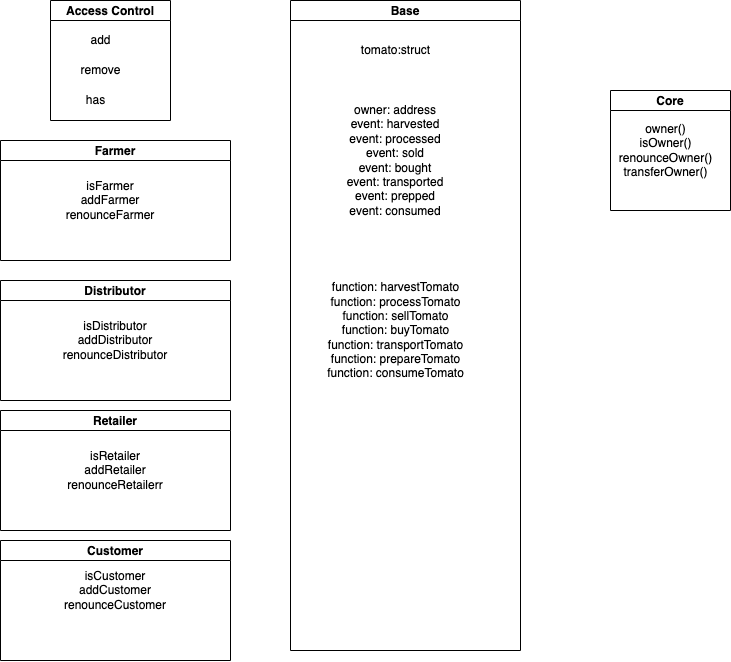 Access Control
add
remove
has
Farmer
isFarmer
addFarmer
renounceFarmer
Distributor
isDistributor
addDistributor
renounceDistributor
Retailer
isRetailer
addRetailer
renounceRetailerr
Customer
isCustomer
addCustomer
renounceCustomer
Base
tomato:struct
owner: address
event: harvested
event: processed
event: sold
event: bought
event: transported
event: prepped
event: consumed
function: harvestTomato
function: processTomato
function: sellTomato
function: buyTomato
function: transportTomato
function: prepareTomato
function: consumeTomato
Core
owner()
isOwner()
renounceOwner()
transferOwner()